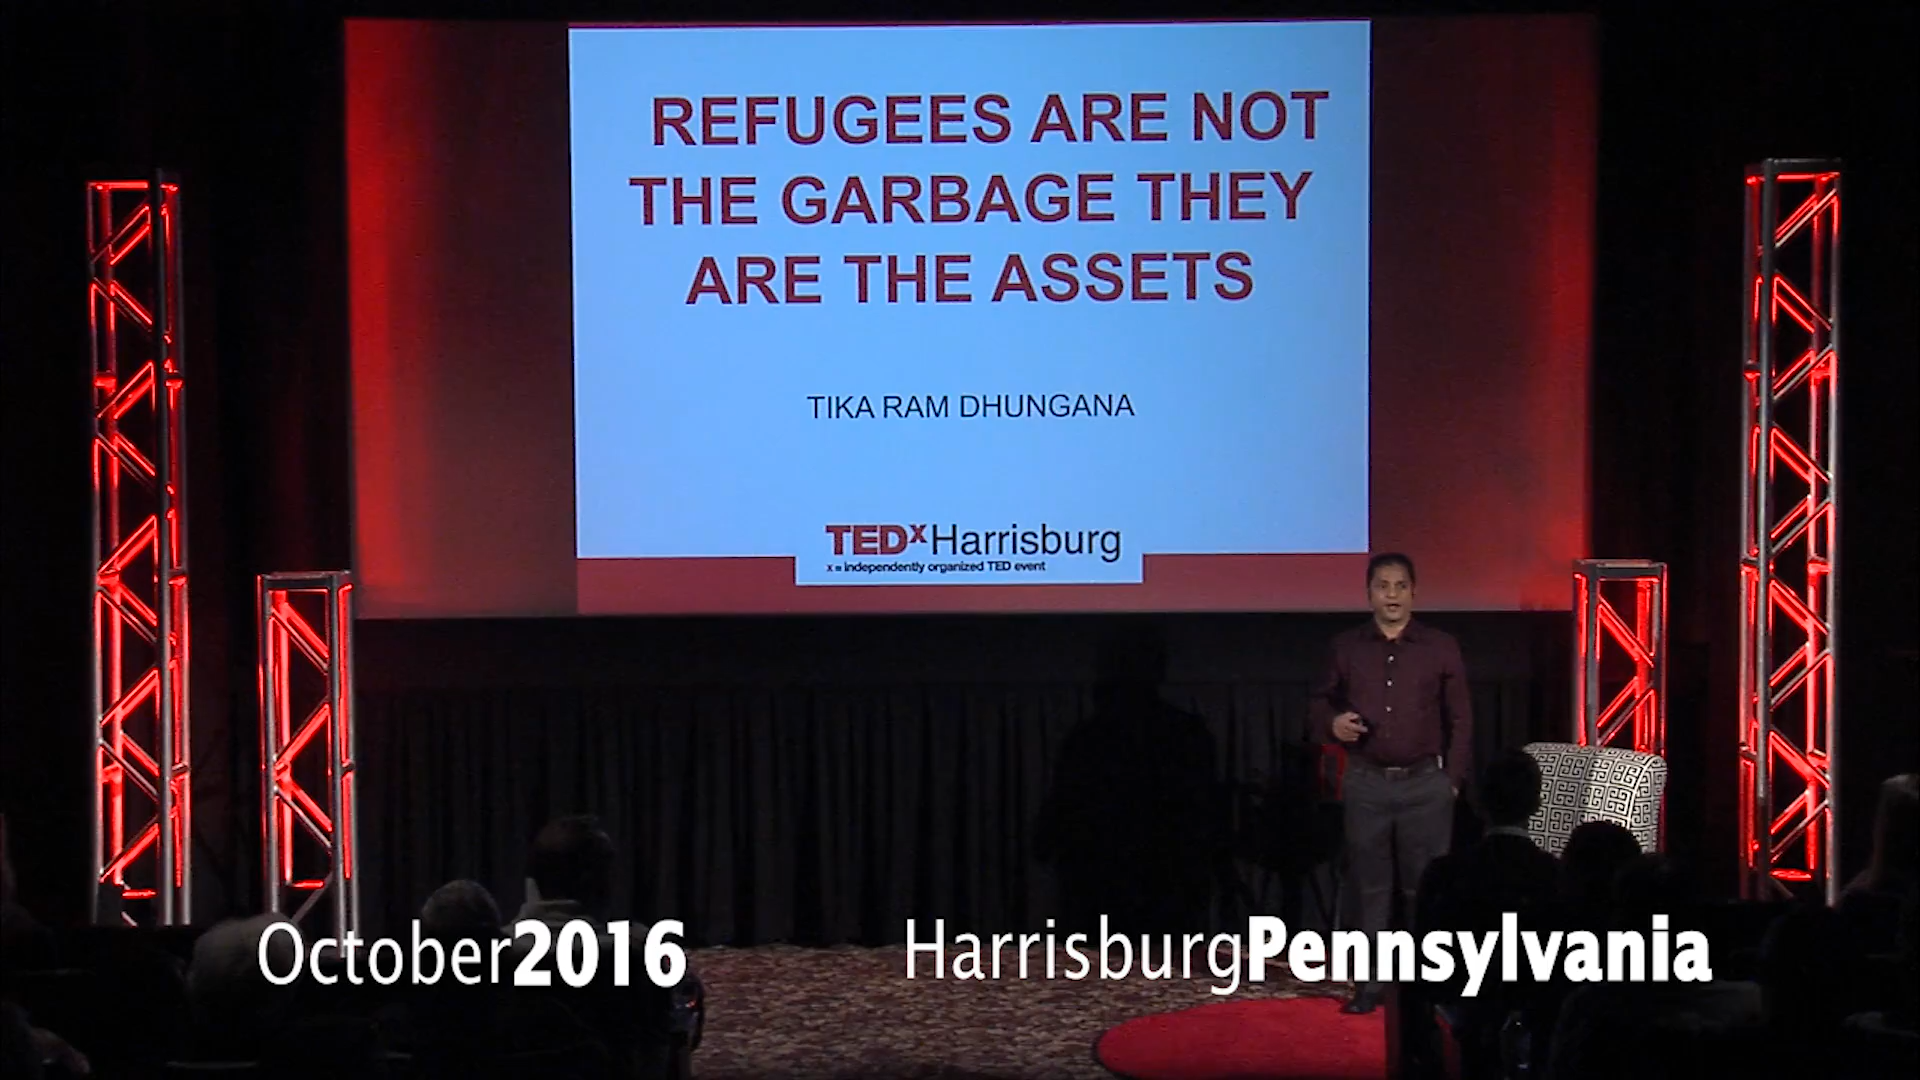 REFUGEES ARE NOT
THE GARBAGE THEY
ARE THE ASSETS
TIKA RAM DHUNGANA
TEDxHarrisburg
x = independently organized TED event
October2016
HarrisburgPennsylvania